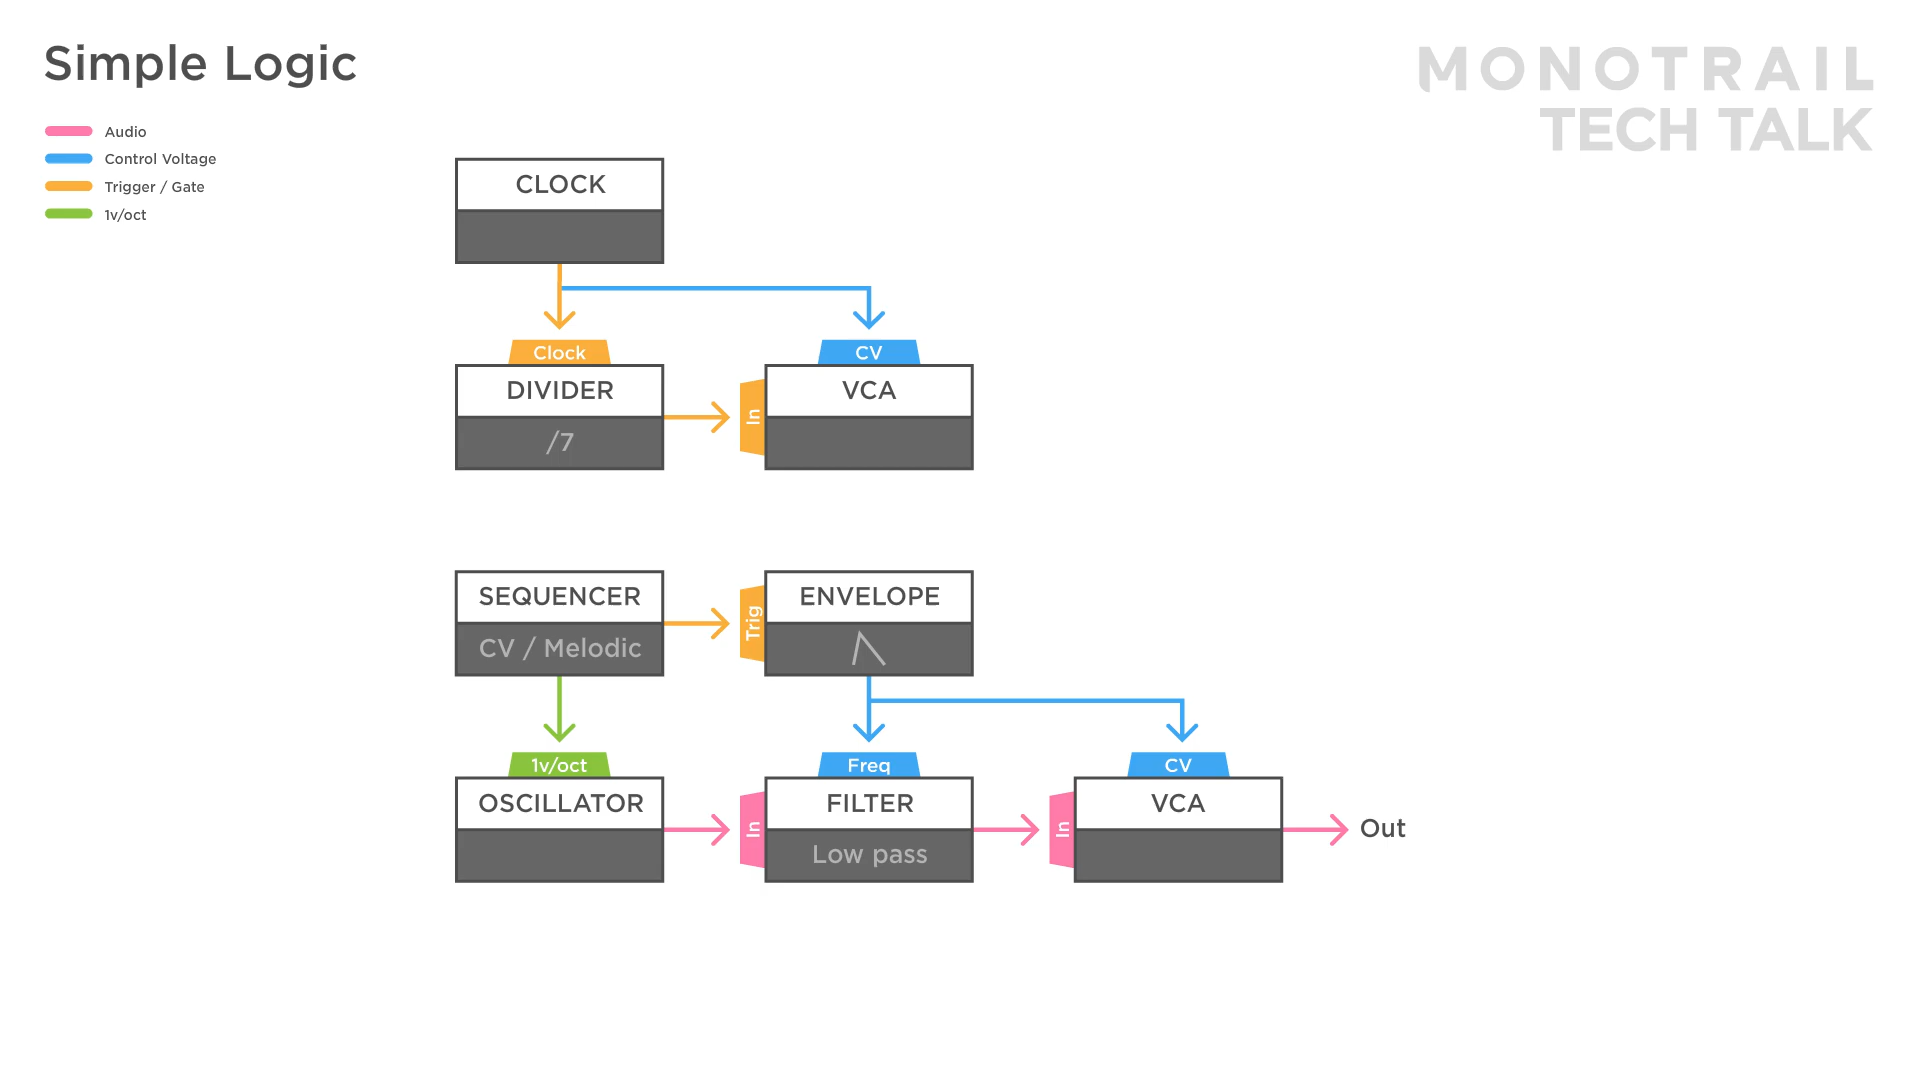 Simple Logic
MONOTRAIL
TECH TALK
Audio
Control Voltage
Trigger / Gate
1v/oct
CLOCK
Clock
CV
DIVIDER
In
VCA
/7
SEQUENCER
Trig
ENVELOPE
CV / Melodic
1v/oct
Freq
CV
OSCILLATOR
In
FILTER
In
VCA
Out
Low pass